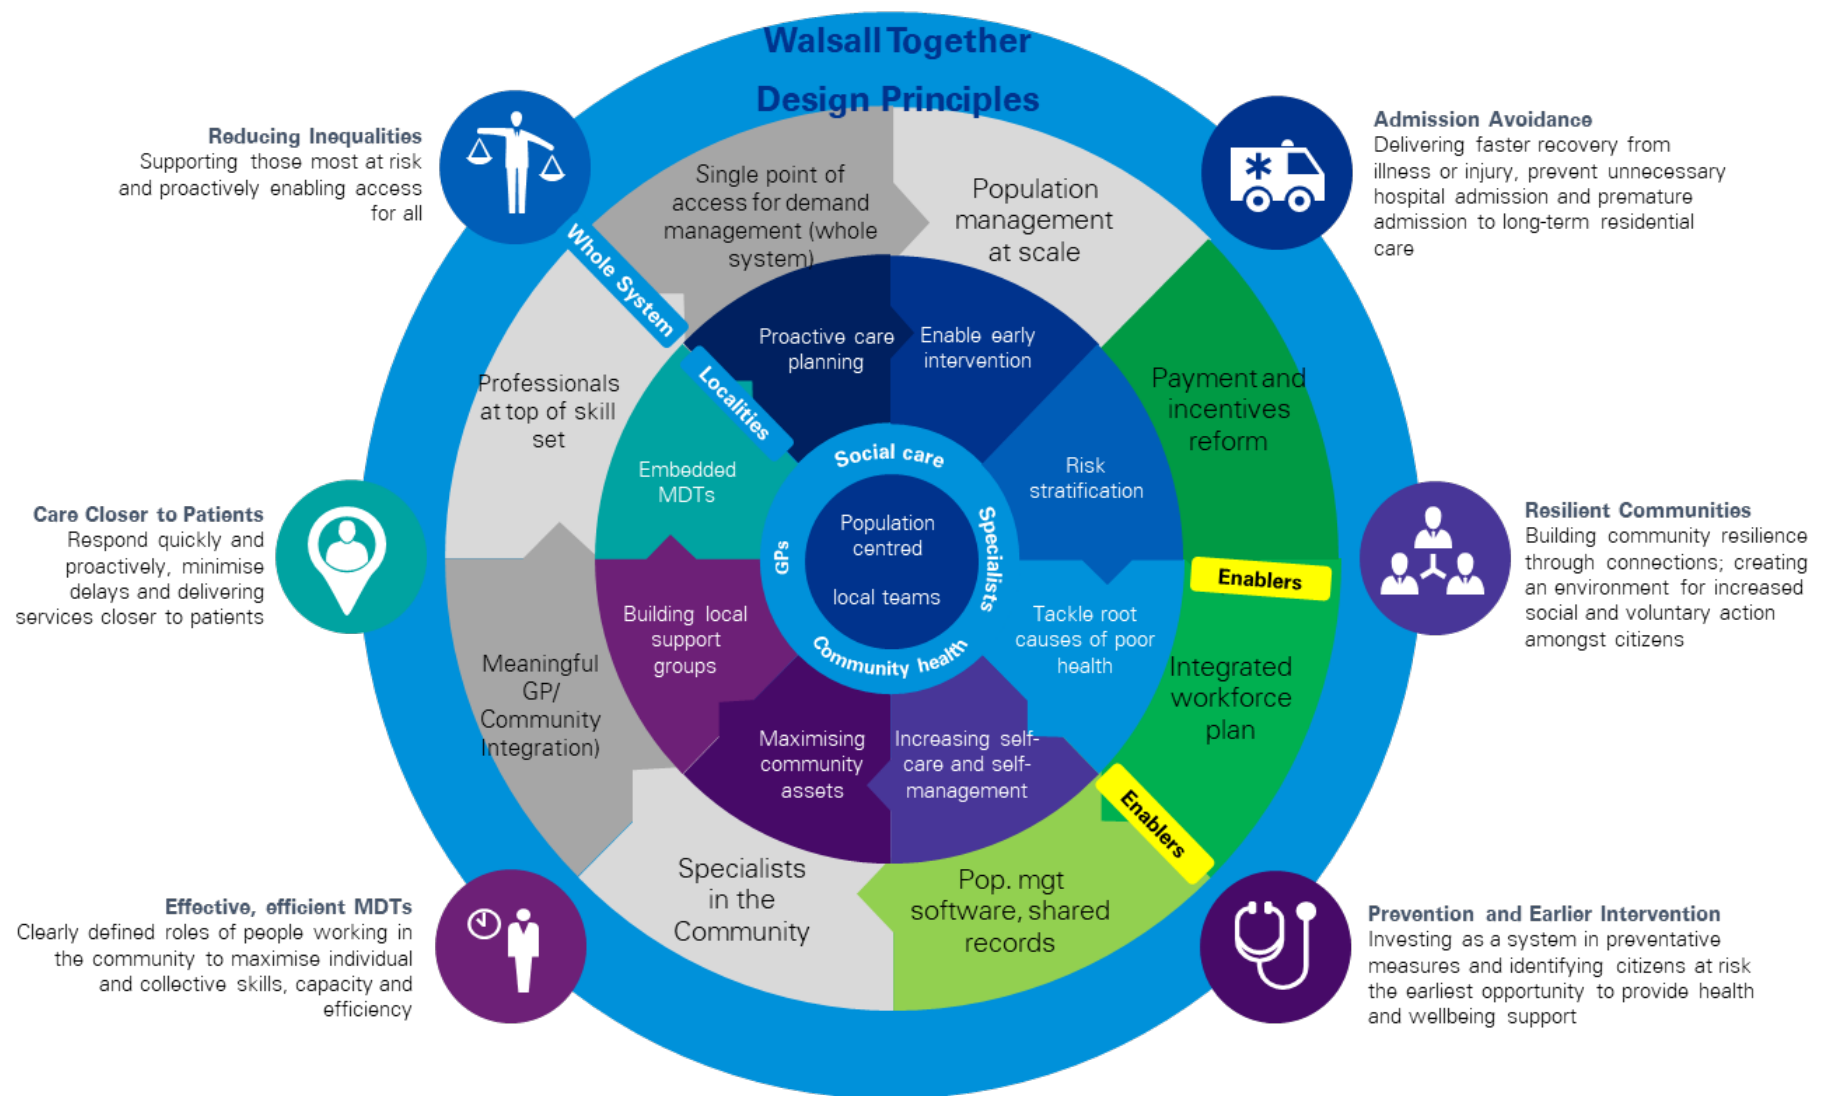 Walsall Together
Design Principles
Reducing Inequalities
Supporting those most at risk
and proactively enabling access
for all
Admission Avoidance
Delivering faster recovery from
illness or injury, prevent unnecessary
hospital admission and premature
admission to long-term residential
care
Care Closer to Patients
Respond quickly and
proactively, minimise
delays and delivering
services closer to patients
Resilient Communities
Building community resilience
through connections; creating
an environment for increased
social and voluntary action
amongst citizens
Effective, efficient MDTs
Clearly defined roles of people working in
the community to maximise individual
and collective skills, capacity and
efficiency
Prevention and Earlier Intervention
Investing as a system in preventative
measures and identifying citizens at risk
the earliest opportunity to provide health
and wellbeing support
Whole System
Single point of
access for demand
management (whole
system)
Population
management
at scale
Payment and
incentives
reform
Enablers
Integrated
workforce
plan
Enablers
Pop. mgt
software, shared
records
Specialists
in the
Community
Meaningful
GP/
Community
Integration)
Professionals
at top of skill
set
Localities
Proactive care
planning
Enable early
intervention
Risk
stratification
Tackle root
causes of poor
health
Increasing self-
care and self-
management
Maximising
community
assets
Building local
support
groups
Embedded
MDTs
Social care
Specialists
Community health
GPs
Population
centred
local teams